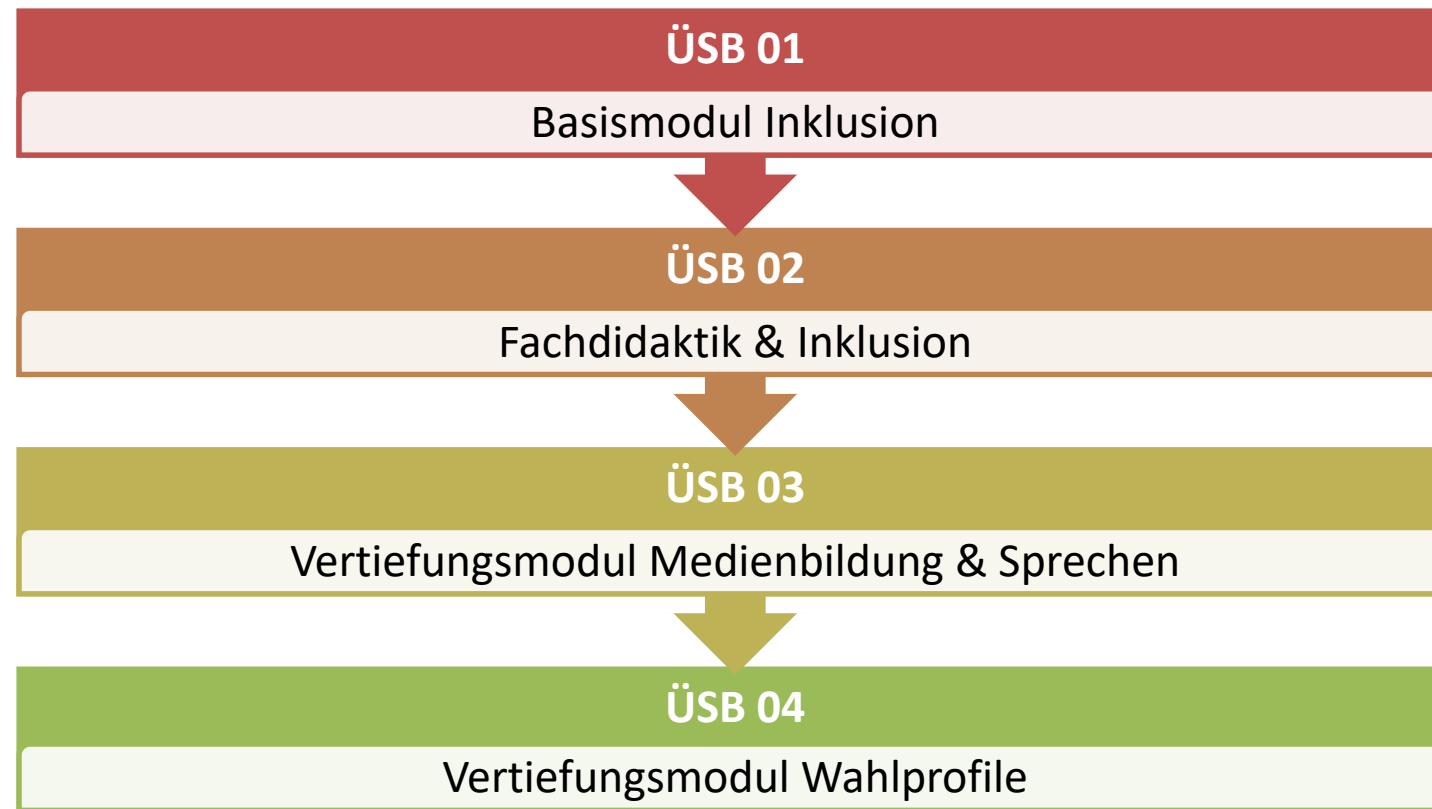 ÜSB 01
Basismodul Inklusion
ÜSB 02
Fachdidaktik & Inklusion
ÜSB 03
Vertiefungsmodul Medienbildung & Sprechen
ÜSB 04
Vertiefungsmodul Wahlprofile